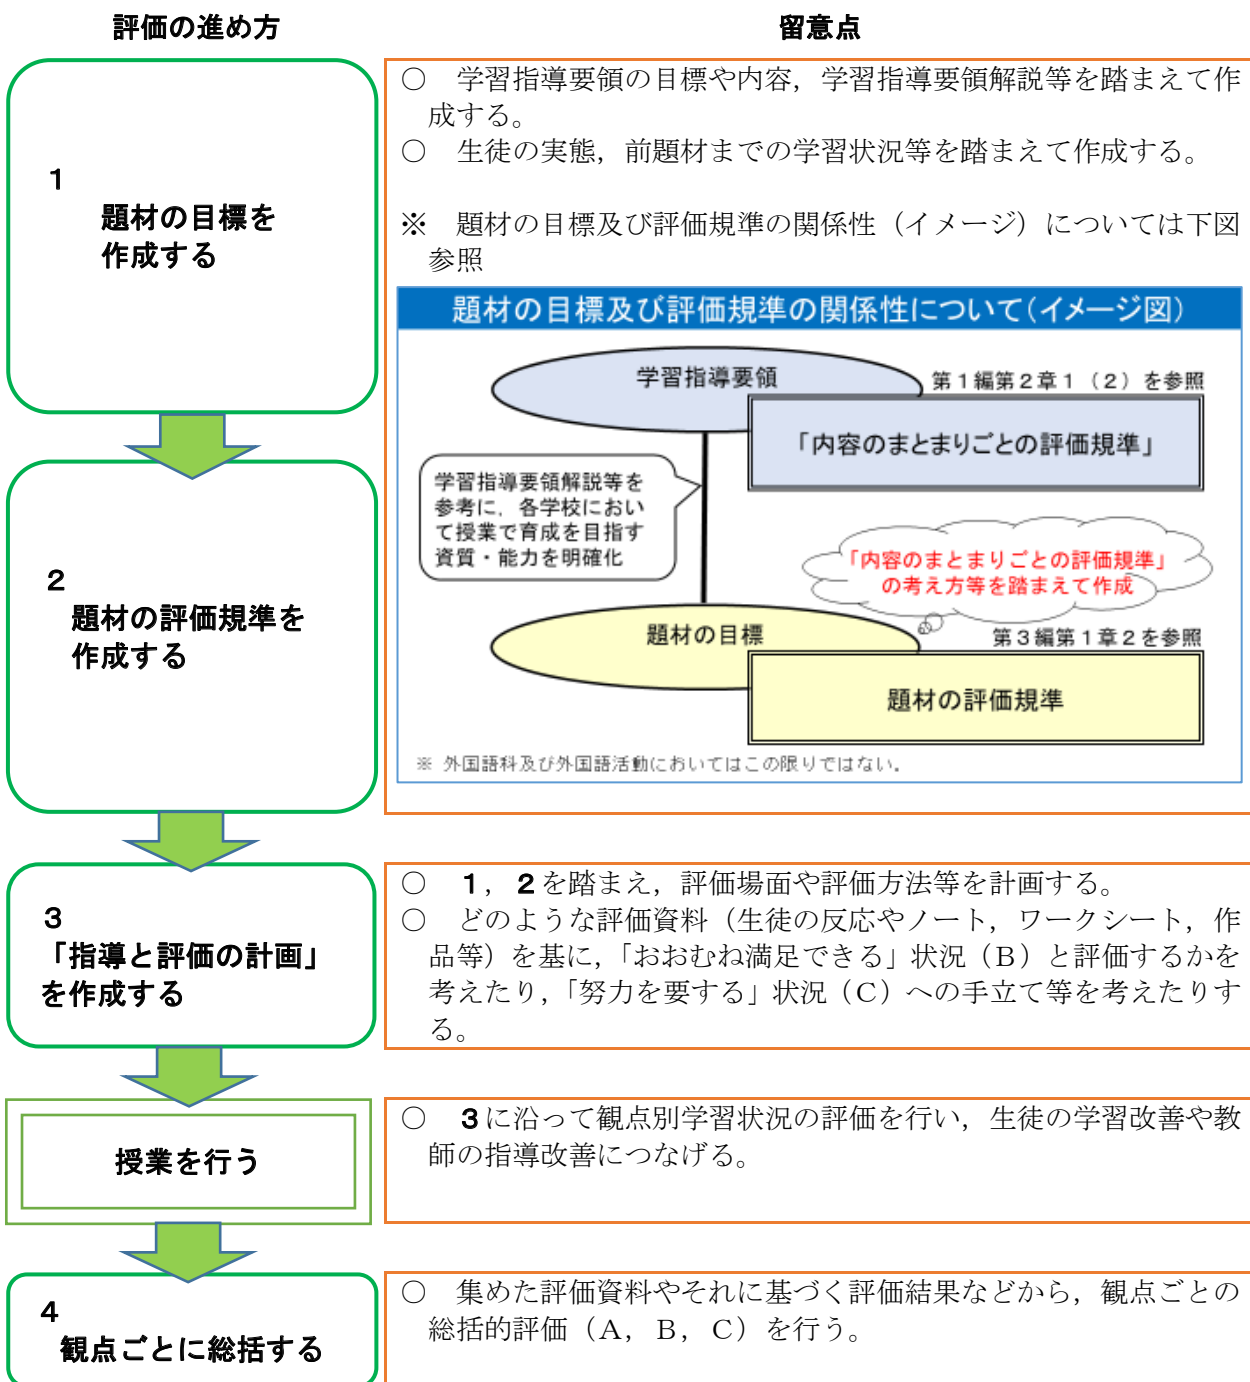 評価の進め方
留意点
1
題材の目標を
作成する
○　学習指導要領の目標や内容，学習指導要領解説等を踏まえて作
成する。
○　生徒の実態，前題材までの学習状況等を踏まえて作成する。
※　題材の目標及び評価規準の関係性（イメージ）については下図
参照
題材の目標及び評価規準の関係性について(イメージ図)
学習指導要領
第１編第２章１（２）を参照
「内容のまとまりごとの評価規準」
学習指導要領解説等を
参考に，各学校におい
て授業で育成を目指す
資質・能力を明確化
「内容のまとまりごとの評価規準」
の考え方等を踏まえて作成
題材の目標
第３編第１章２を参照
題材の評価規準
※ 外国語科及び外国語活動においてはこの限りではない。
2
題材の評価規準を
作成する
3
「指導と評価の計画」
を作成する
○　１，２を踏まえ，評価場面や評価方法等を計画する。
○　どのような評価資料（生徒の反応やノート，ワークシート，作
品等）を基に，「おおむね満足できる」状況（Ｂ）と評価するかを
考えたり，「努力を要する」状況（Ｃ）への手立て等を考えたりす
る。
授業を行う
○　３に沿って観点別学習状況の評価を行い，生徒の学習改善や教
師の指導改善につなげる。
4
観点ごとに総括する
○　集めた評価資料やそれに基づく評価結果などから，観点ごとの
総括的評価（Ａ，Ｂ，Ｃ）を行う。